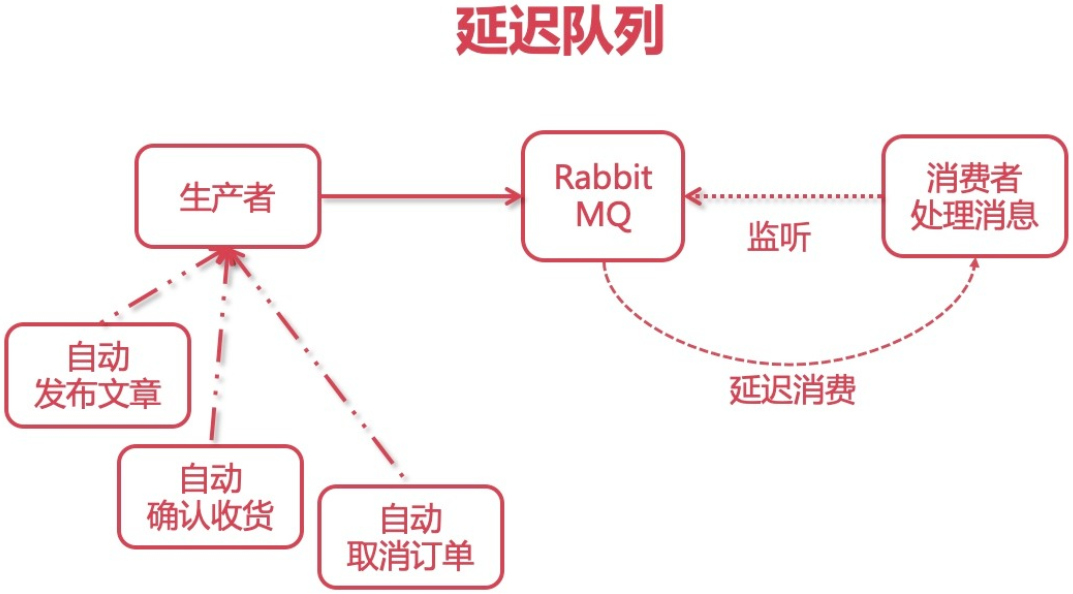 延迟队列
生产者
Rabbit
MQ
消费者
处理消息
监听
自动
发布文章
延迟消费
自动
确认收货
自动
取消订单